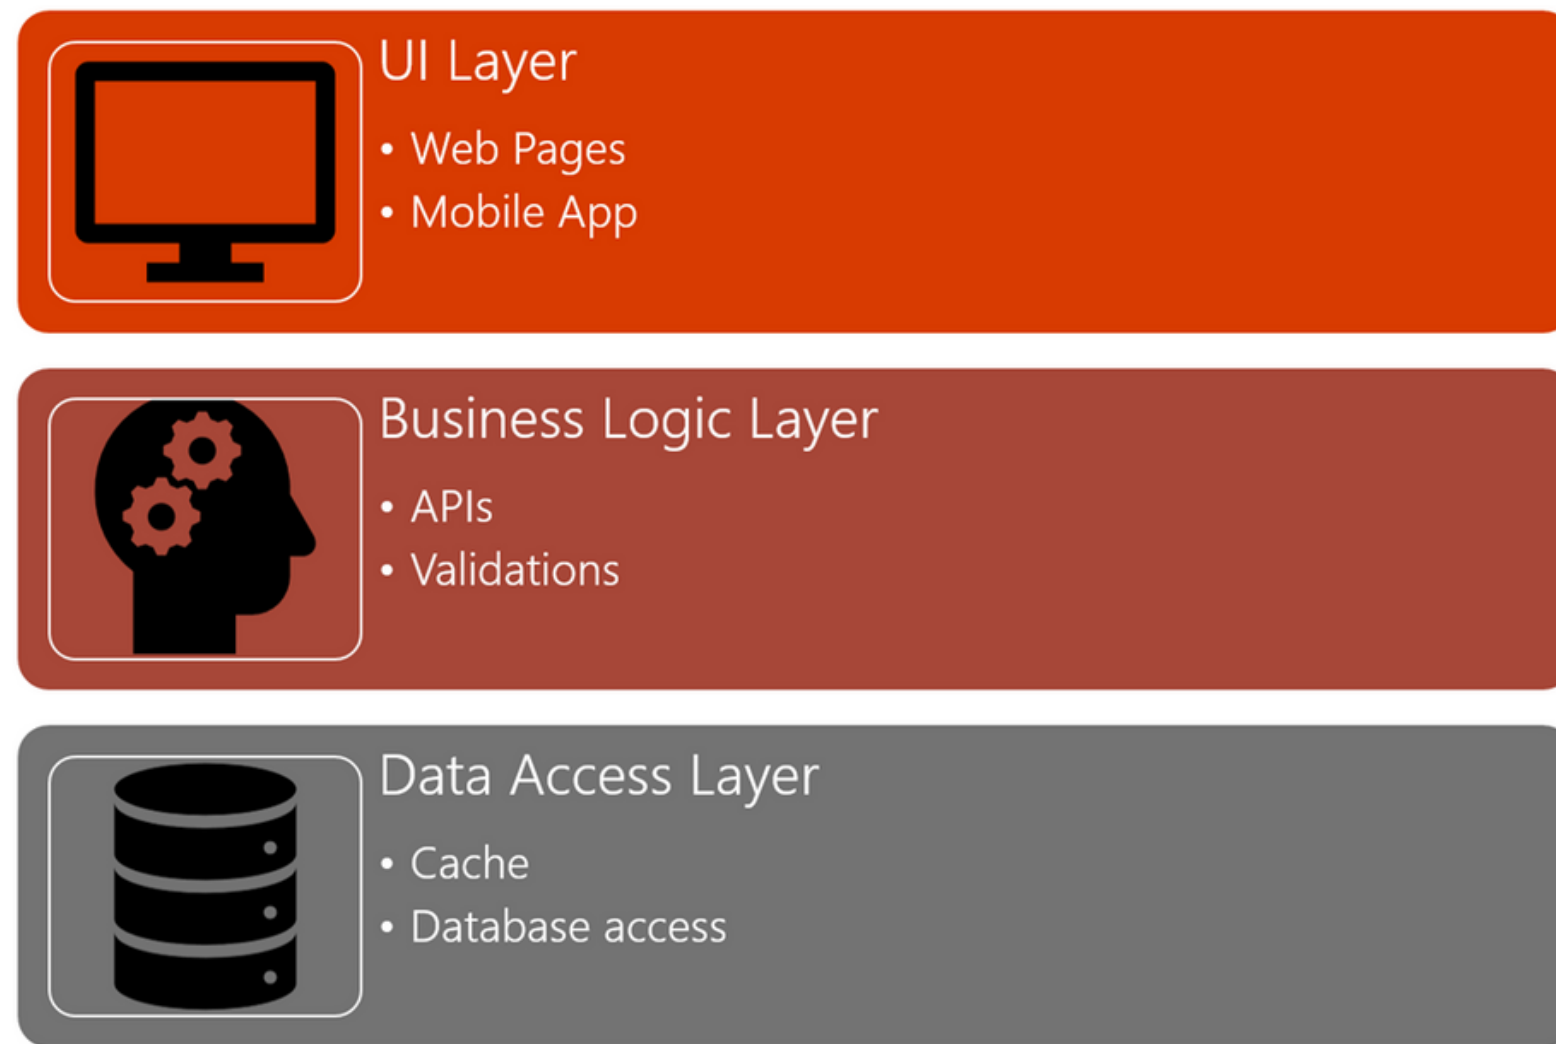 UI Layer
• Web Pages
• Mobile App
Business Logic Layer
• APIs
• Validations
Data Access Layer
• Cache
• Database access